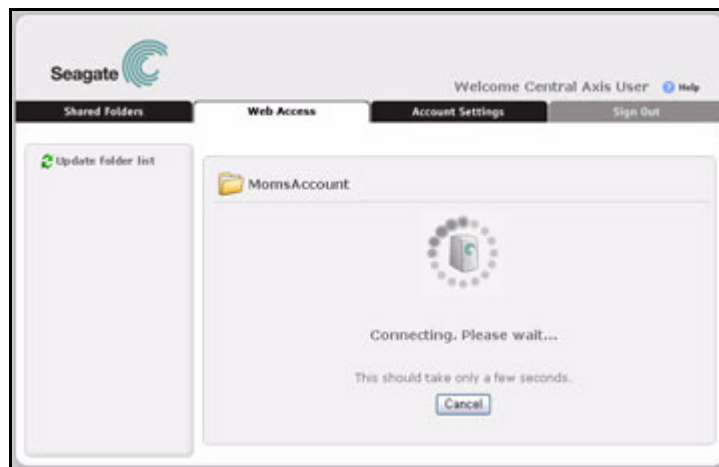 Seagate
Welcome Central Axis User ? Help
Shared Folders Web Access Account Settings Sign Out
Update folder list
MomsAccount
Connecting. Please wait...
This should take only a few seconds.
Cancel